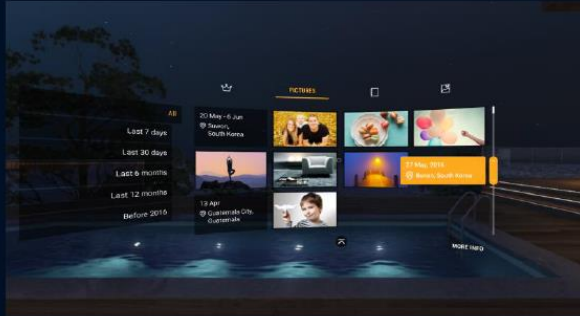 PICTURES
All
Last 7 days
Last 30 days
Last 6 months
Last 12 months
Before 2016
20 May - 6 Jun
Suwon,
South Korea
27 May, 2016
Suwon, South Korea
13 Apr
Guatemala City,
Guatemala
MORE INFO